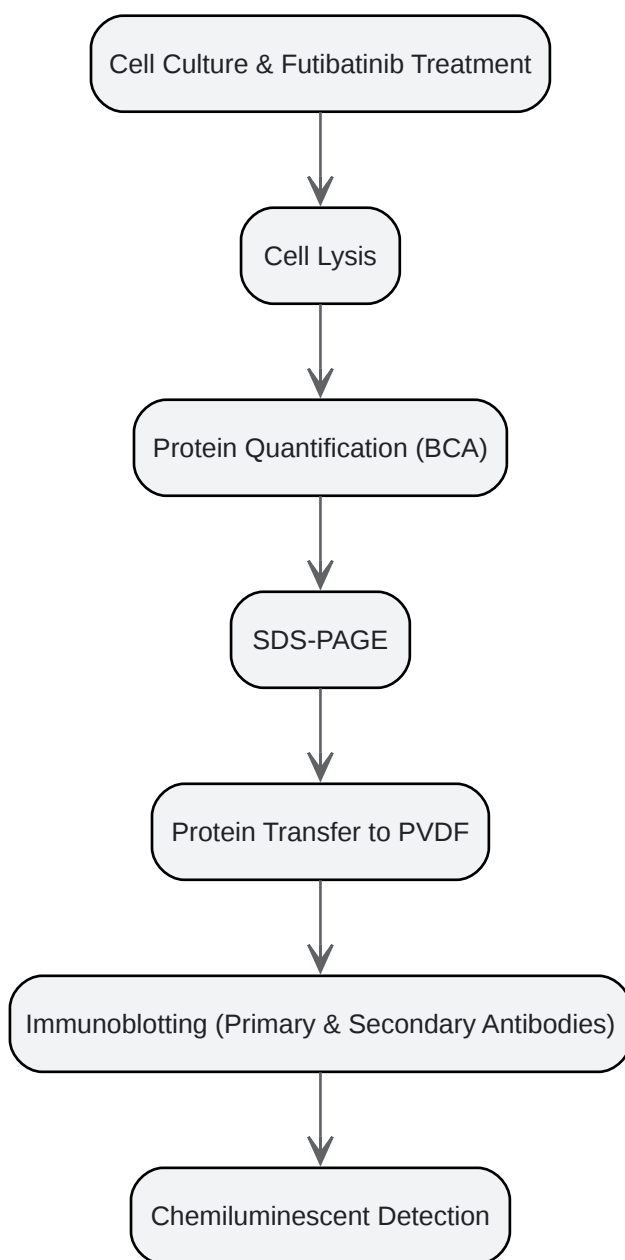 Cell Culture & Futibatinib Treatment
Cell Lysis
Protein Quantification (BCA)
SDS-PAGE
Protein Transfer to PVDF
Immunoblotting (Primary & Secondary Antibodies)
Chemiluminescent Detection